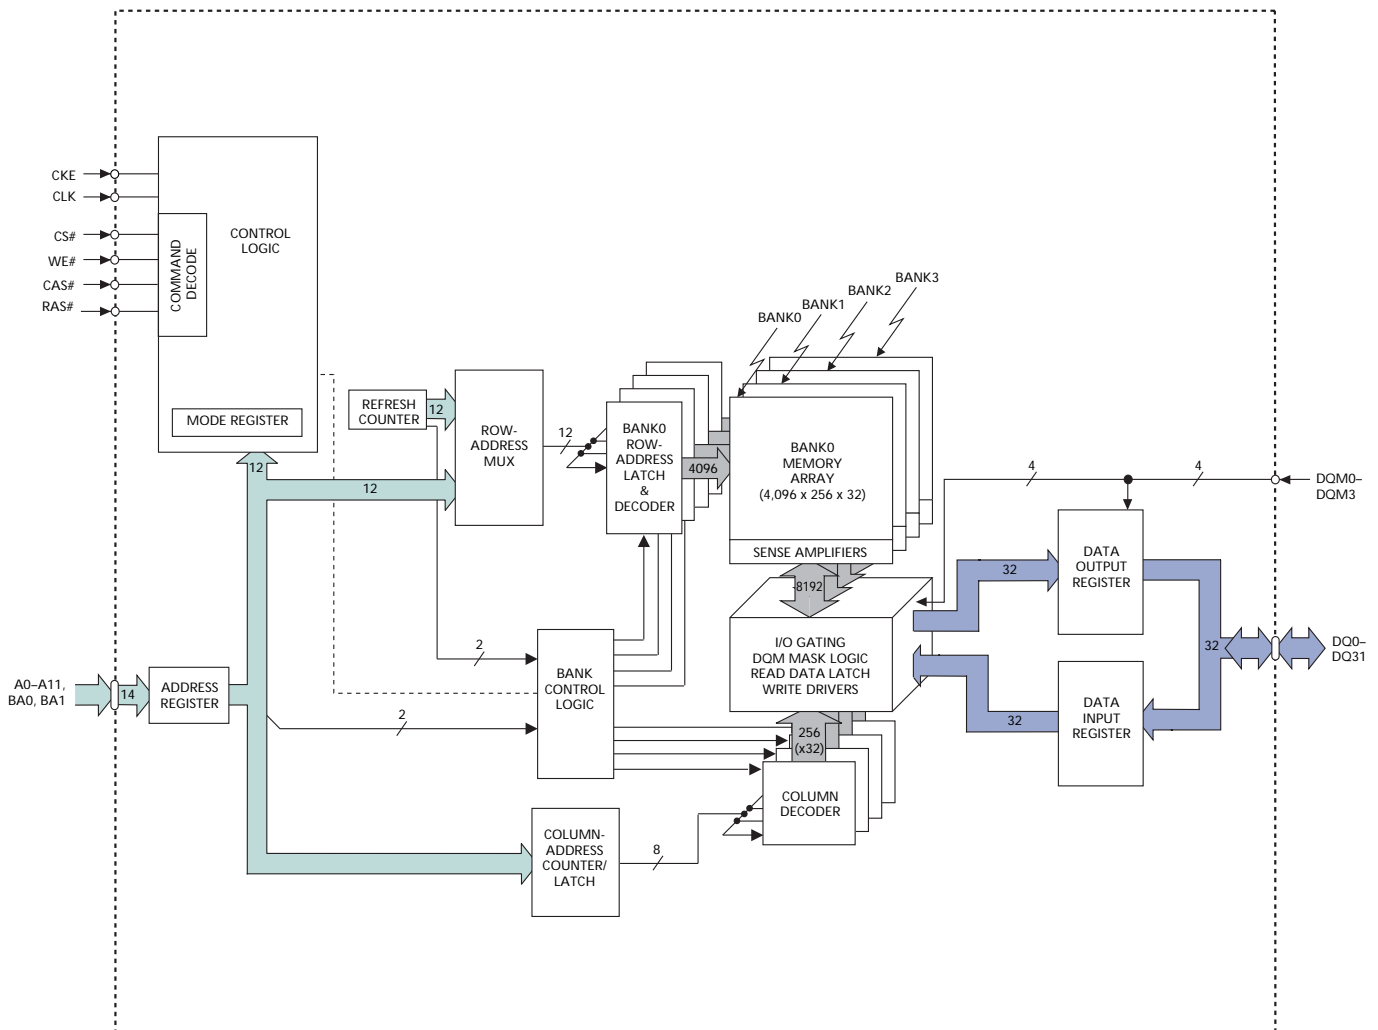 CKE
CLK
CS#
WE#
CAS#
RAS#
COMMAND
DECODE
CONTROL
LOGIC
MODE REGISTER
12
REFRESH
COUNTER
12
12
ROW-
ADDRESS
MUX
12
BANK0
ROW-
ADDRESS
LATCH
&
DECODER
4096
BANK0
BANK1
BANK2
BANK3
BANK0
MEMORY
ARRAY
(4,096 x 256 x 32)
SENSE AMPLIFIERS
8192
I/O GATING
DQM MASK LOGIC
READ DATA LATCH
WRITE DRIVERS
4
4
DQM0–
DQM3
32
DATA
OUTPUT
REGISTER
32
DQ0–
DQ31
32
DATA
INPUT
REGISTER
A0–A11,
BA0, BA1
14
ADDRESS
REGISTER
2
2
BANK
CONTROL
LOGIC
256
(x32)
COLUMN
DECODER
COLUMN-
ADDRESS
COUNTER/
LATCH
8